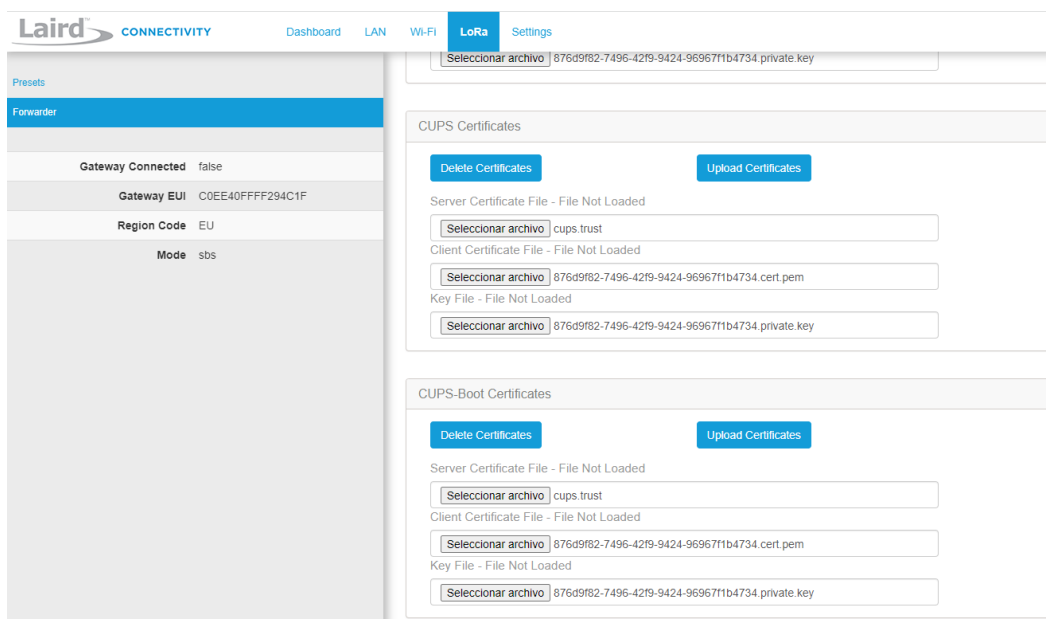 Laird™ CONNECTIVITY Dashboard LAN Wi-Fi LoRa Settings
Presets
Forwarder
Gateway Connected false
Gateway EUI C0EE40FFFF294C1F
Region Code EU
Mode sbs
Seleccionar archivo 876d9f82-7496-42f9-9424-96967f1b4734.private.key
CUPS Certificates
Delete Certificates Upload Certificates
Server Certificate File - File Not Loaded
Seleccionar archivo cups.trust
Client Certificate File - File Not Loaded
Seleccionar archivo 876d9f82-7496-42f9-9424-96967f1b4734.cert.pem
Key File - File Not Loaded
Seleccionar archivo 876d9f82-7496-42f9-9424-96967f1b4734.private.key
CUPS-Boot Certificates
Delete Certificates Upload Certificates
Server Certificate File - File Not Loaded
Seleccionar archivo cups.trust
Client Certificate File - File Not Loaded
Seleccionar archivo 876d9f82-7496-42f9-9424-96967f1b4734.cert.pem
Key File - File Not Loaded
Seleccionar archivo 876d9f82-7496-42f9-9424-96967f1b4734.private.key